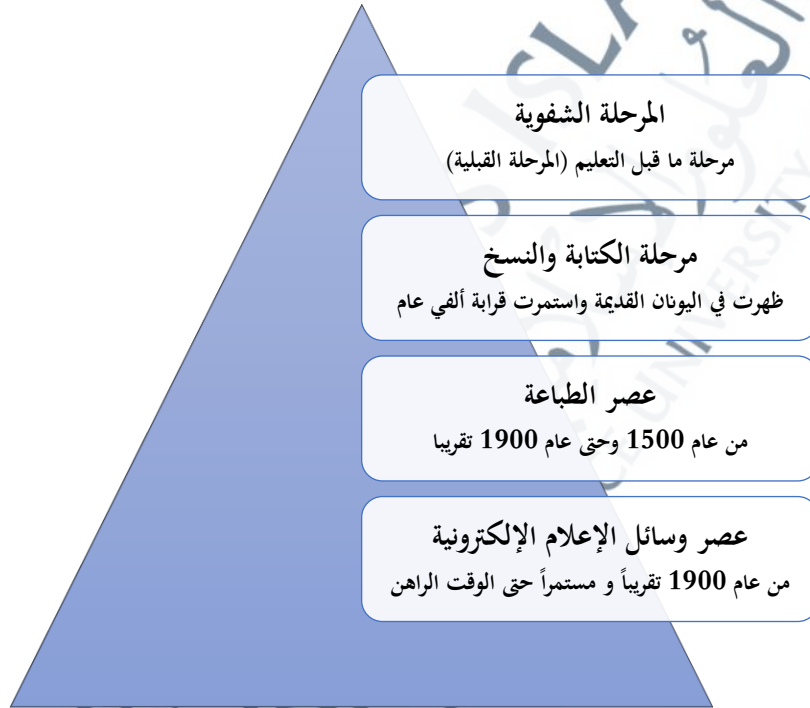 المرحلة الشفوية
مرحلة ما قبل التعليم (المرحلة القبلية)
مرحلة الكتابة والنسخ
ظهرت في اليونان القديمة واستمرت قرابة ألفي عام
عصر الطباعة
من عام 1500 وحتى عام 1900 تقريبا
عصر وسائل الإعلام الإلكترونية
من عام 1900 تقريباً و مستمراً حتى الوقت الراهن